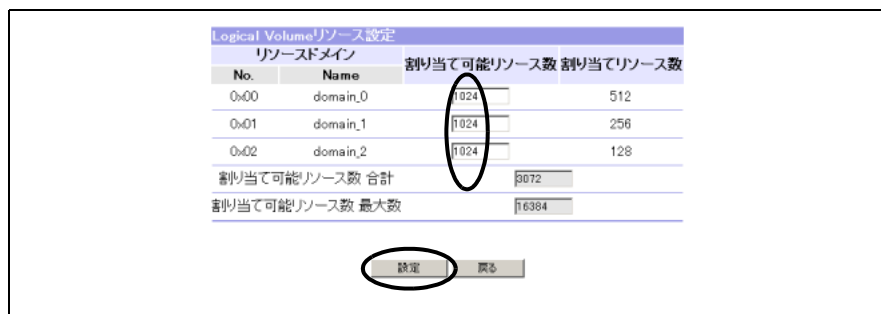 Logical Volumeリソース設定
リソースドメイン 割り当て可能リソース数 割り当てリソース数
No. Name
0x00 domain_0 1024 512
0x01 domain_1 1024 256
0x02 domain_2 1024 128
割り当て可能リソース数 合計 3072
割り当て可能リソース数 最大数 16384
設定 戻る